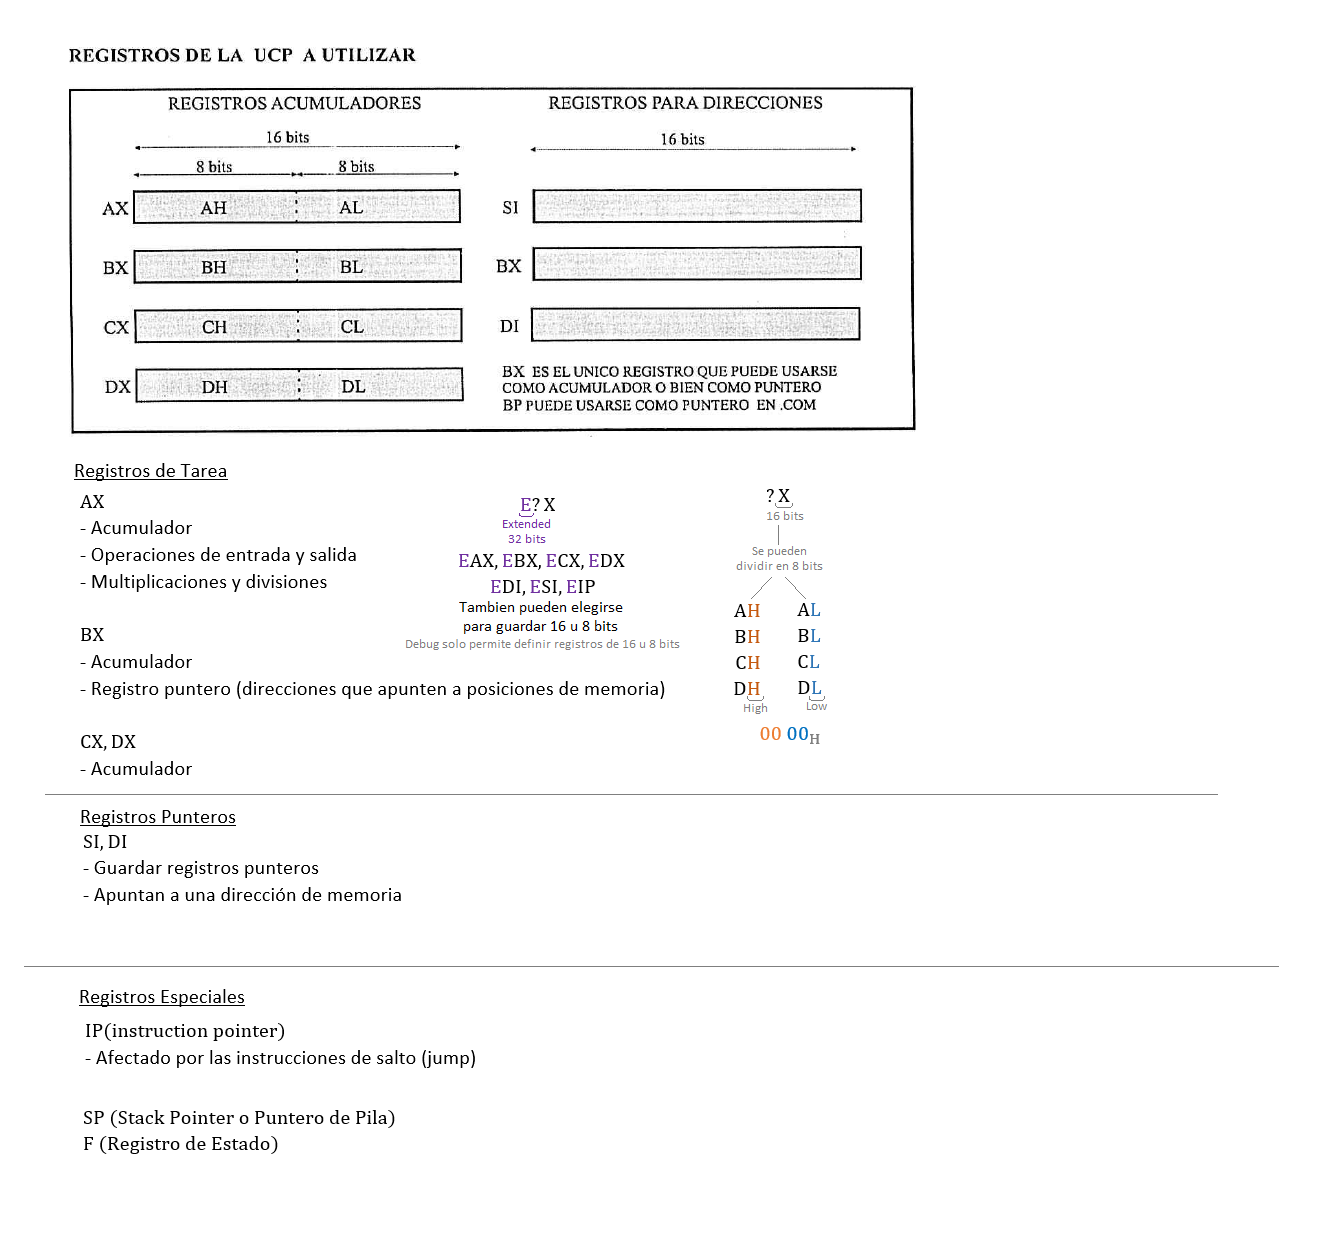 REGISTROS DE LA UCP A UTILIZAR
REGISTROS ACUMULADORES
16 bits
8 bits 8 bits
AX AH AL
BX BH BL
CX CH CL
DX DH DL
REGISTROS PARA DIRECCIONES
16 bits
SI
BX
DI
BX ES EL UNICO REGISTRO QUE PUEDE USARSE
COMO ACUMULADOR O BIEN COMO PUNTERO
BP PUEDE USARSE COMO PUNTERO EN .COM
Registros de Tarea
AX
- Acumulador
- Operaciones de entrada y salida
- Multiplicaciones y divisiones
BX
- Acumulador
- Registro puntero (direcciones que apunten a posiciones de memoria)
CX, DX
- Acumulador
E? X
Extended
32 bits
EAX, EBX, ECX, EDX
EDI, ESI, EIP
Tambien pueden elegirse
para guardar 16 u 8 bits
Debug solo permite definir registros de 16 u 8 bits
? X
16 bits
Se pueden
dividir en 8 bits
AH AL
BH BL
CH CL
DH DL
High Low
00 00H
Registros Punteros
SI, DI
- Guardar registros punteros
- Apuntan a una dirección de memoria
Registros Especiales
IP(instruction pointer)
- Afectado por las instrucciones de salto (jump)
SP (Stack Pointer o Puntero de Pila)
F (Registro de Estado)